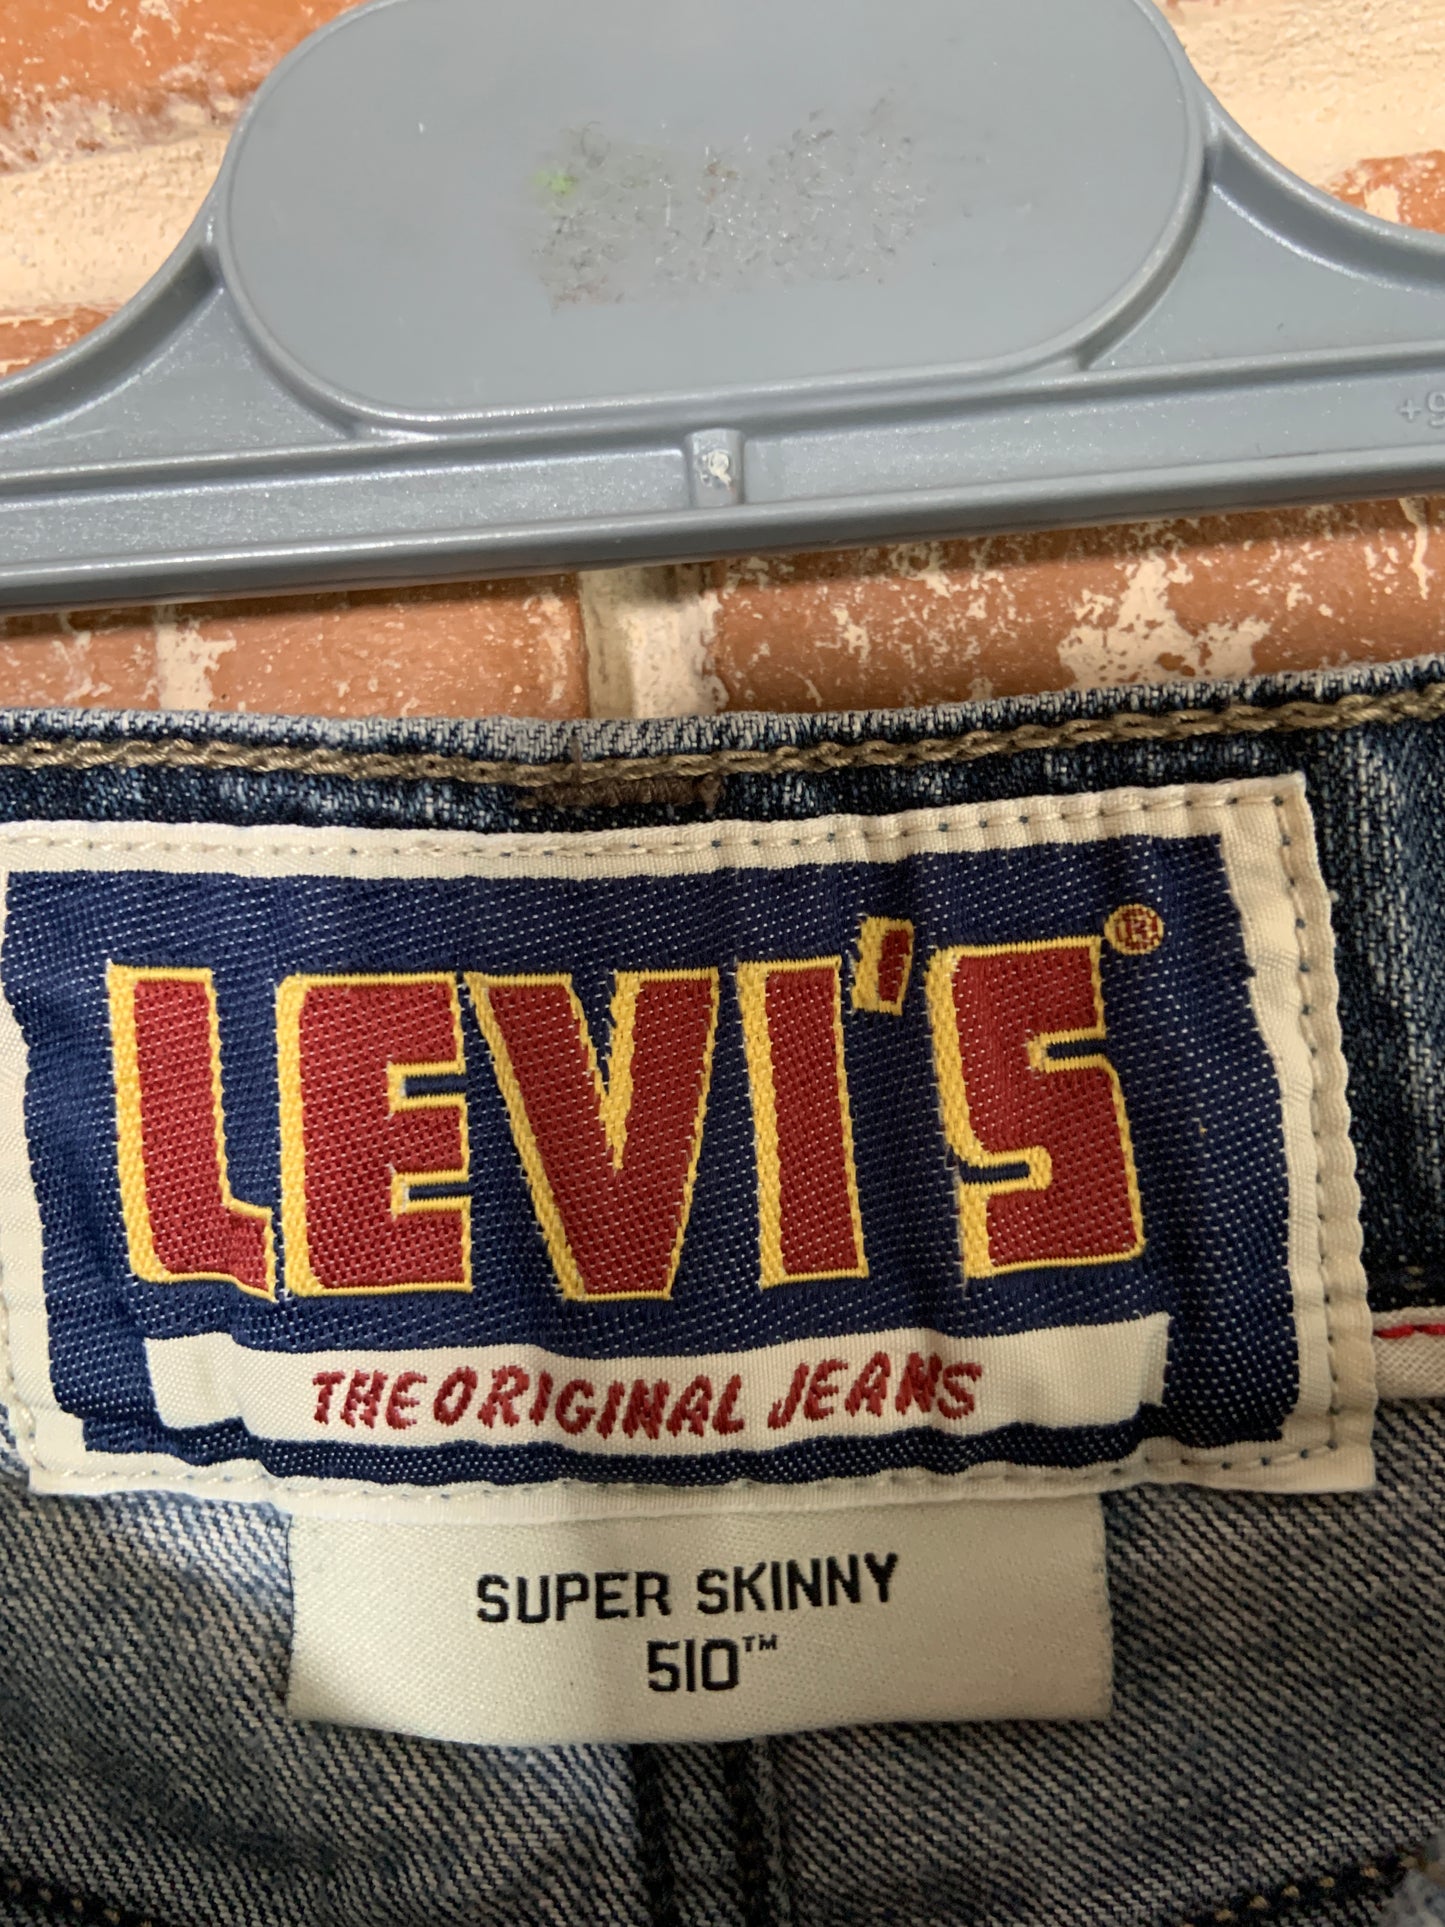 LEVI'S®
THE ORIGINAL JEANS
SUPER SKINNY
510™